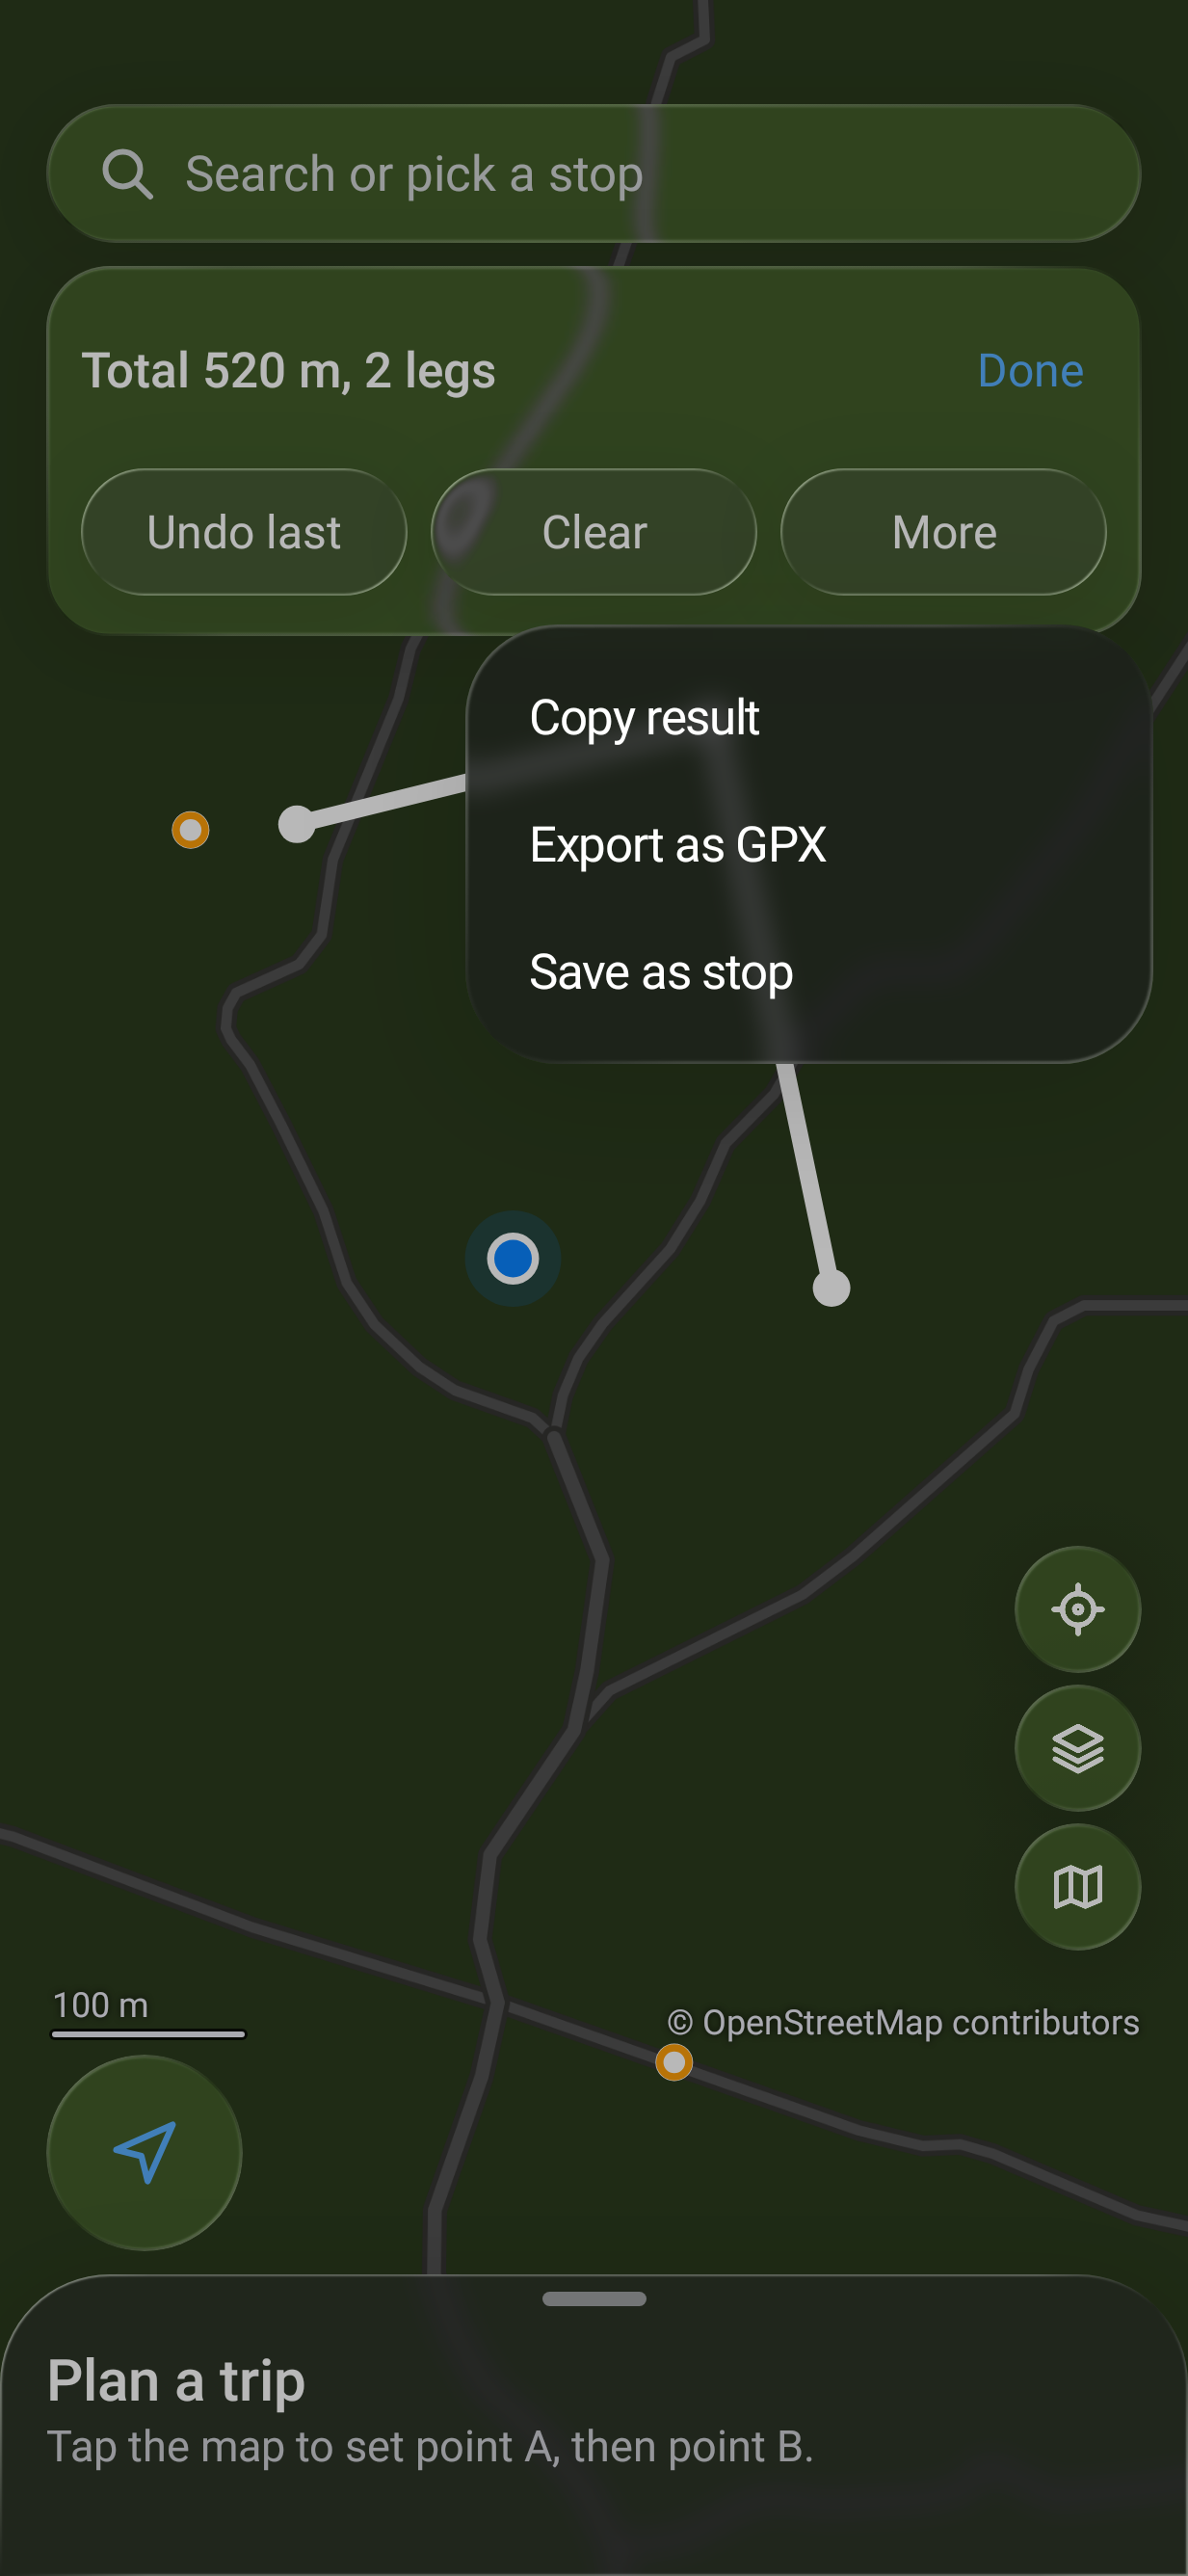 Search or pick a stop
Total 520 m, 2 legs
Done
Undo last
Clear
More
Copy result
Export as GPX
Save as stop
100 m
© OpenStreetMap contributors
Plan a trip
Tap the map to set point A, then point B.